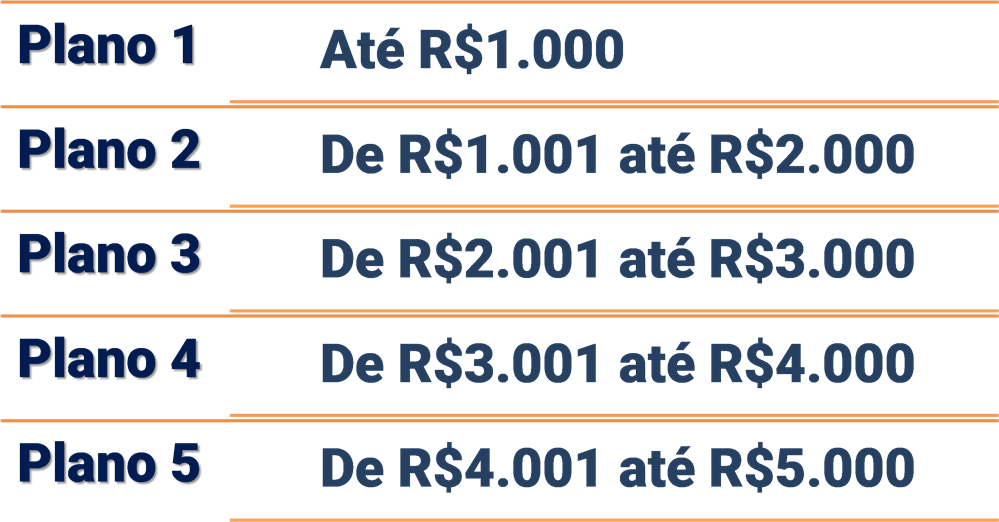 Plano 1 Até R$1.000
Plano 2 De R$1.001 até R$2.000
Plano 3 De R$2.001 até R$3.000
Plano 4 De R$3.001 até R$4.000
Plano 5 De R$4.001 até R$5.000